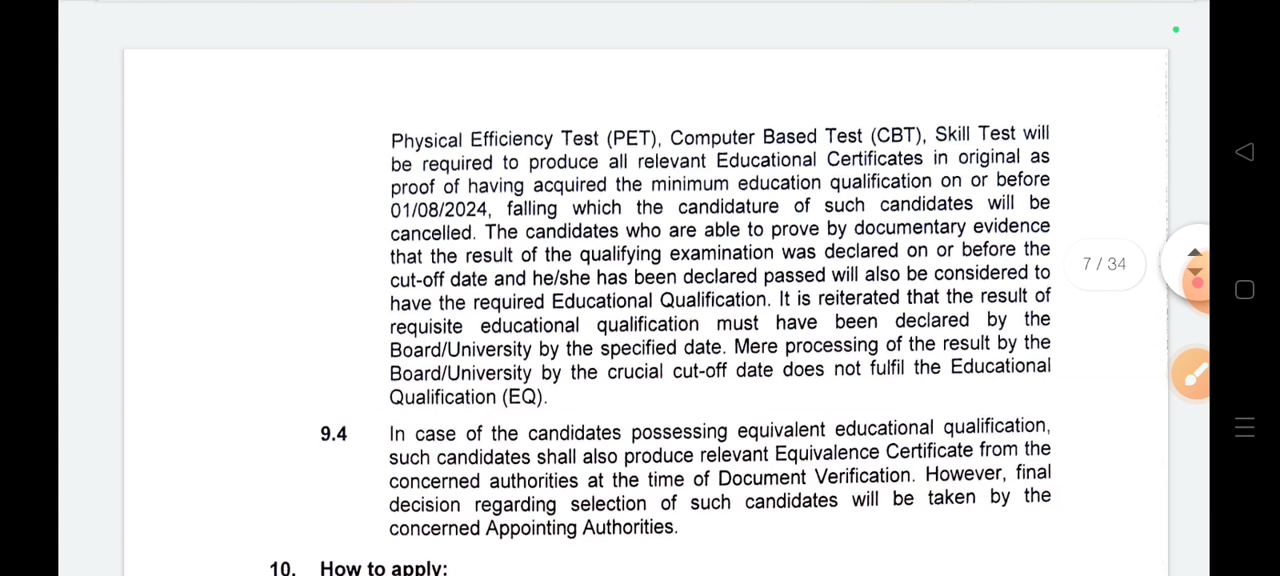 Physical Efficiency Test (PET), Computer Based Test (CBT), Skill Test will
be required to produce all relevant Educational Certificates in original as
proof of having acquired the minimum education qualification on or before
01/08/2024, falling which the candidature of such candidates will be
cancelled. The candidates who are able to prove by documentary evidence
that the result of the qualifying examination was declared on or before the
cut-off date and he/she has been declared passed will also be considered to
have the required Educational Qualification. It is reiterated that the result of
requisite educational qualification must have been declared by the
Board/University by the specified date. Mere processing of the result by the
Board/University by the crucial cut-off date does not fulfil the Educational
Qualification (EQ).
7 / 34
9.4 In case of the candidates possessing equivalent educational qualification,
such candidates shall also produce relevant Equivalence Certificate from the
concerned authorities at the time of Document Verification. However, final
decision regarding selection of such candidates will be taken by the
concerned Appointing Authorities.
10. How to apply: